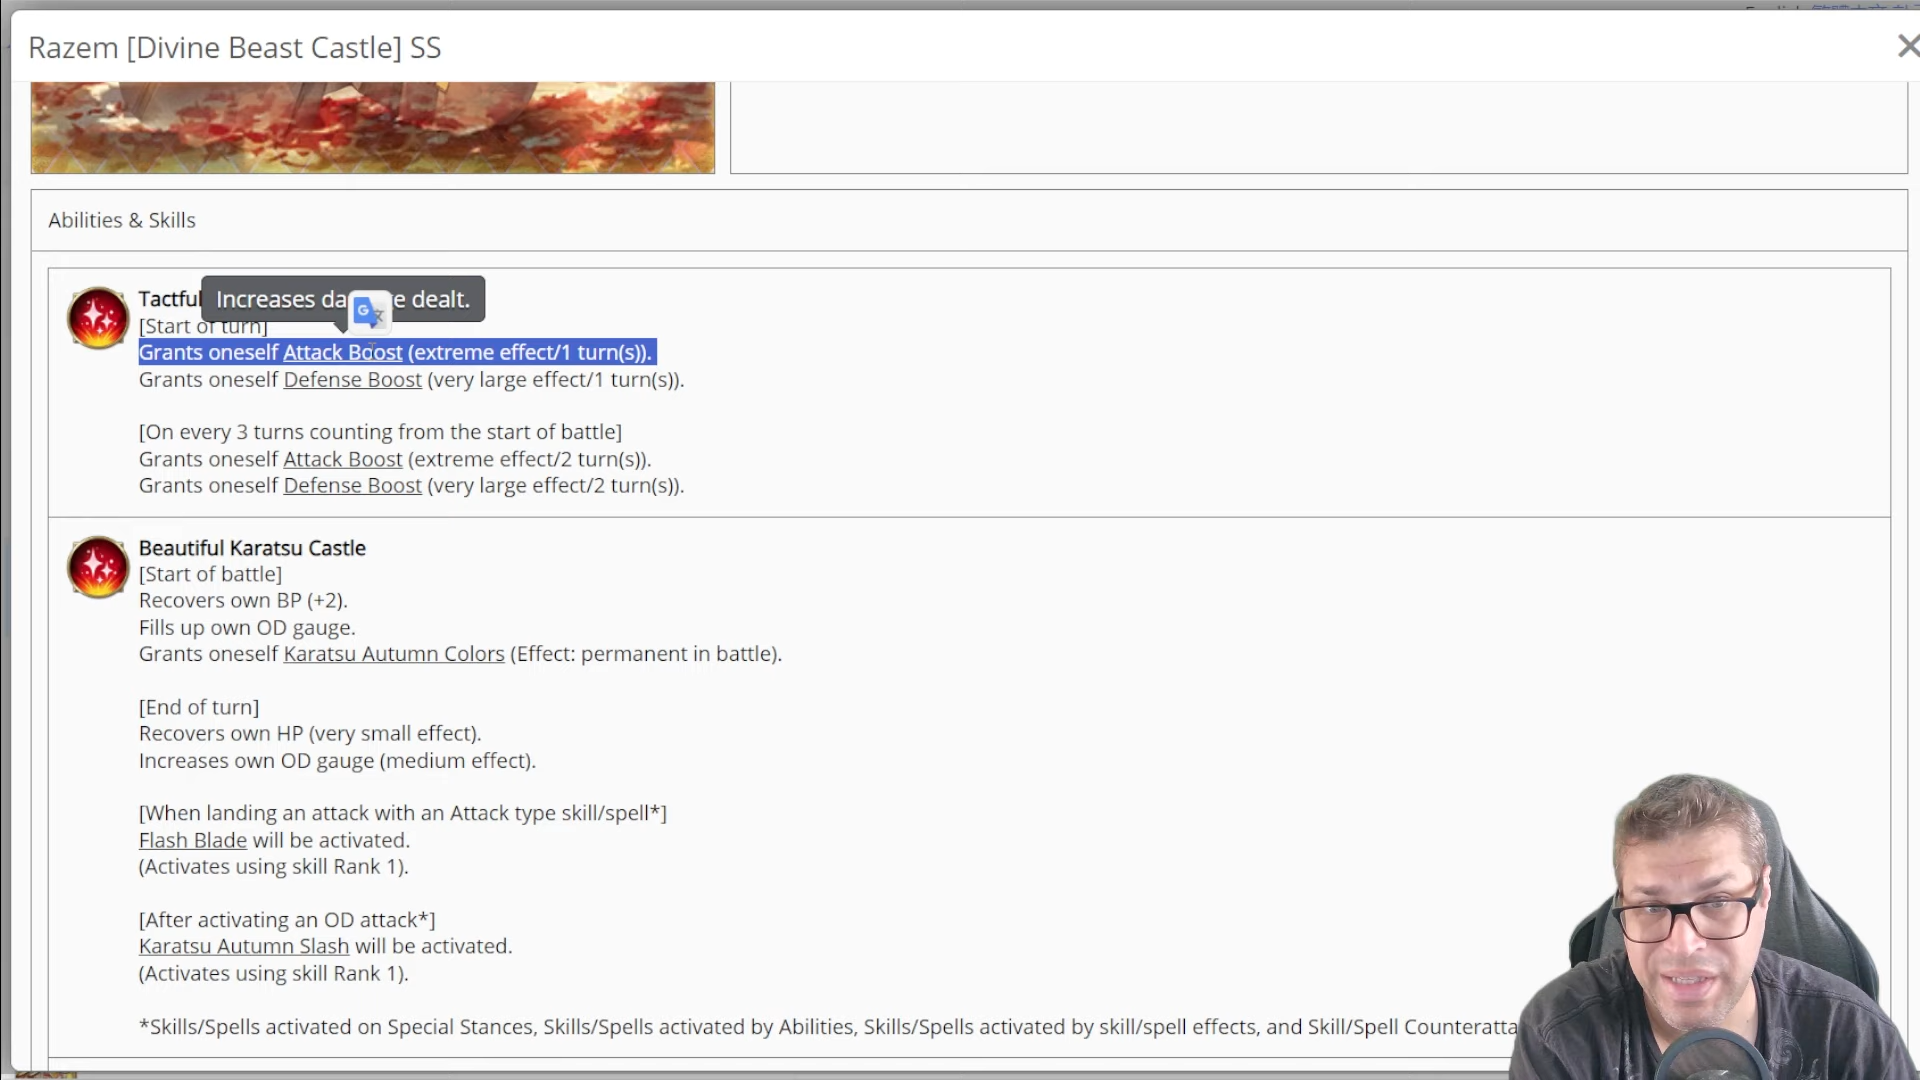 Razem [Divine Beast Castle] SS
Abilities & Skills
Increases da e dealt.
Tactful
[Start of turn]
Grants oneself Attack Boost (extreme effect/1 turn(s)).
Grants oneself Defense Boost (very large effect/1 turn(s)).
[On every 3 turns counting from the start of battle]
Grants oneself Attack Boost (extreme effect/2 turn(s)).
Grants oneself Defense Boost (very large effect/2 turn(s)).
Beautiful Karatsu Castle
[Start of battle]
Recovers own BP (+2).
Fills up own OD gauge.
Grants oneself Karatsu Autumn Colors (Effect: permanent in battle).
[End of turn]
Recovers own HP (very small effect).
Increases own OD gauge (medium effect).
[When landing an attack with an Attack type skill/spell*]
Flash Blade will be activated.
(Activates using skill Rank 1).
[After activating an OD attack*]
Karatsu Autumn Slash will be activated.
(Activates using skill Rank 1).
*Skills/Spells activated on Special Stances, Skills/Spells activated by Abilities, Skills/Spells activated by skill/spell effects, and Skill/Spell Counteratta